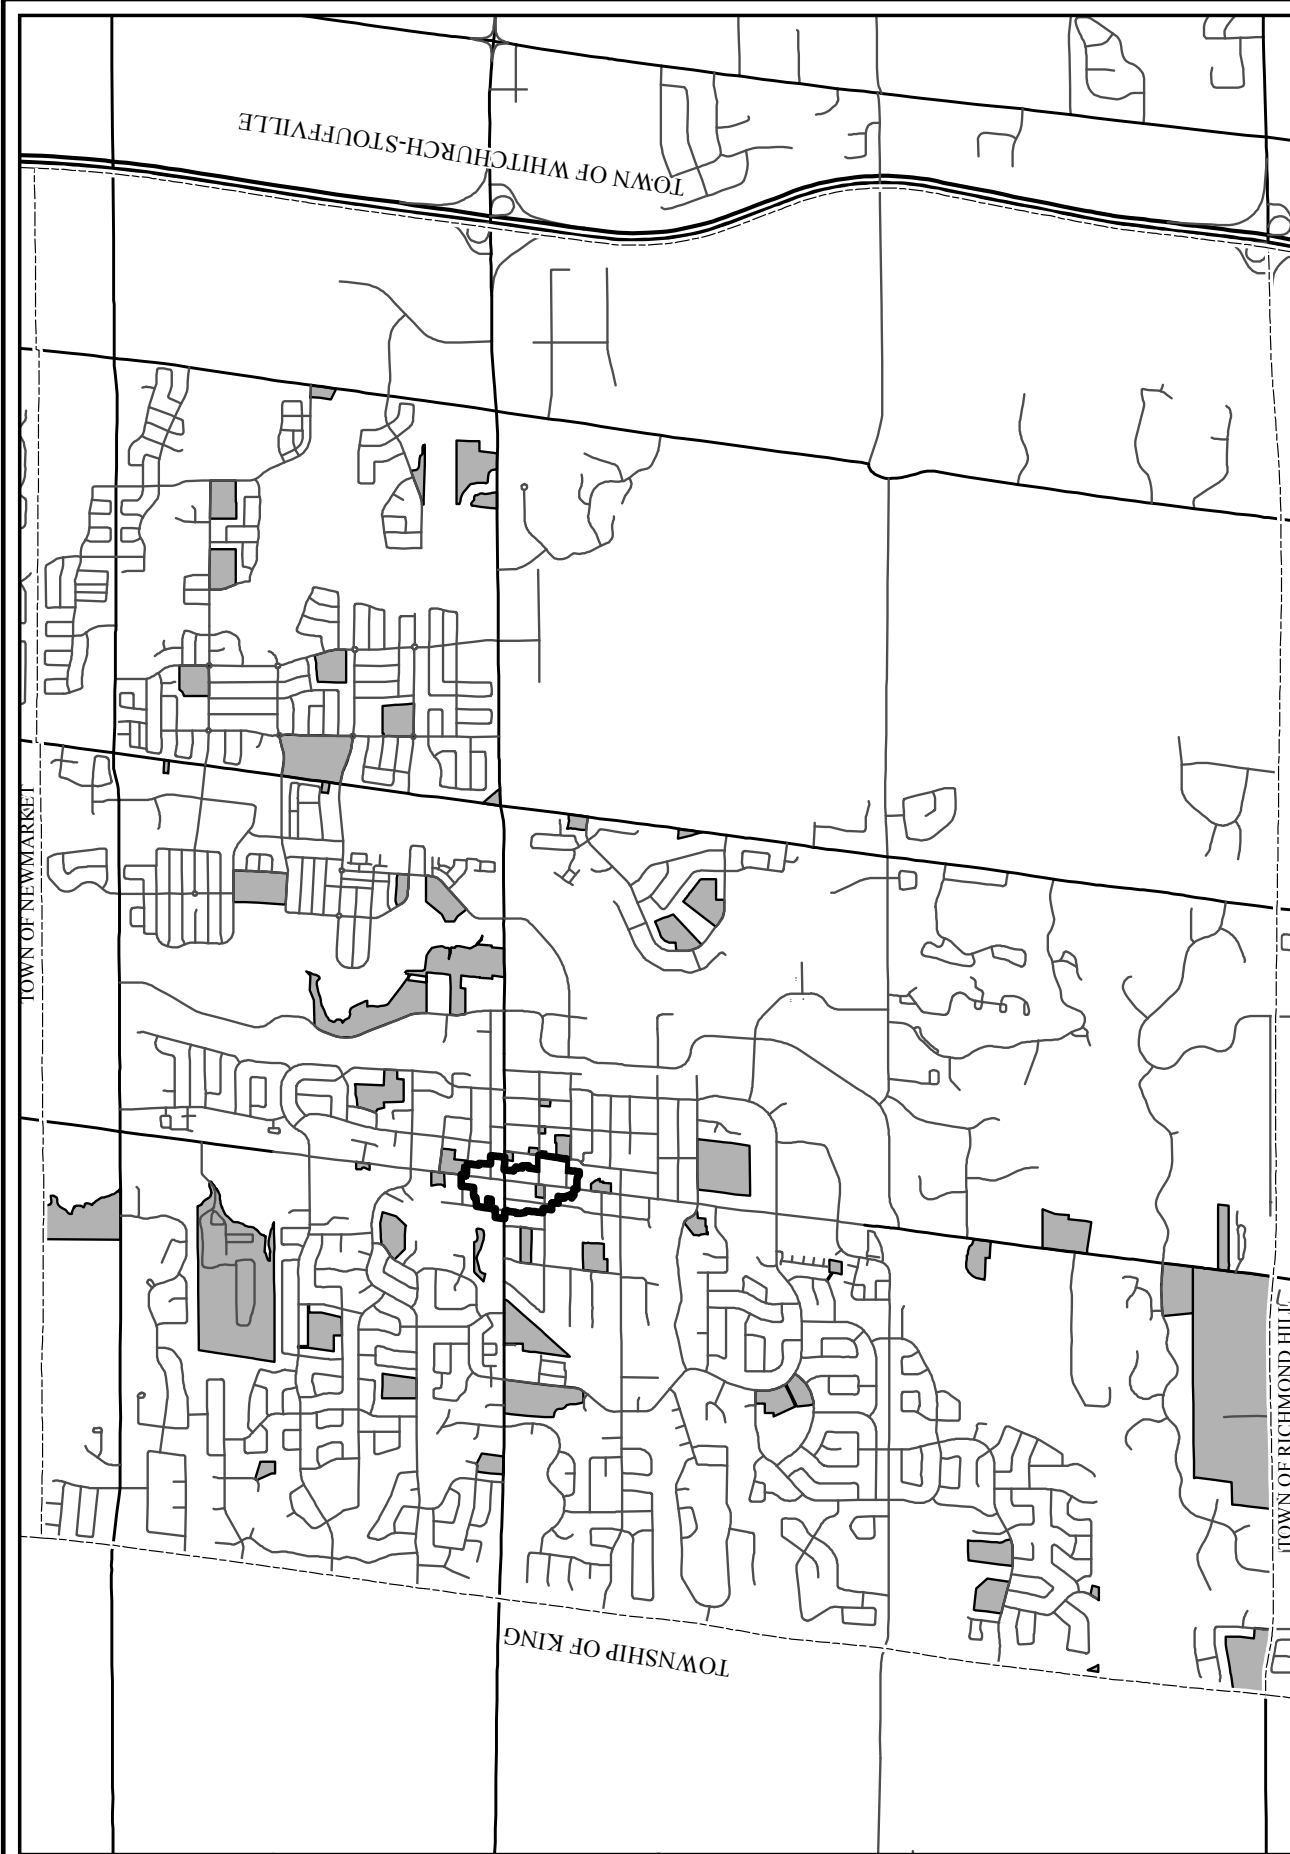 TOWN OF WHITCHURCH-STOUFFVILLE
TOWN OF NEWMARKET
TOWN OF RICHMOND HILL
TOWNSHIP OF KING